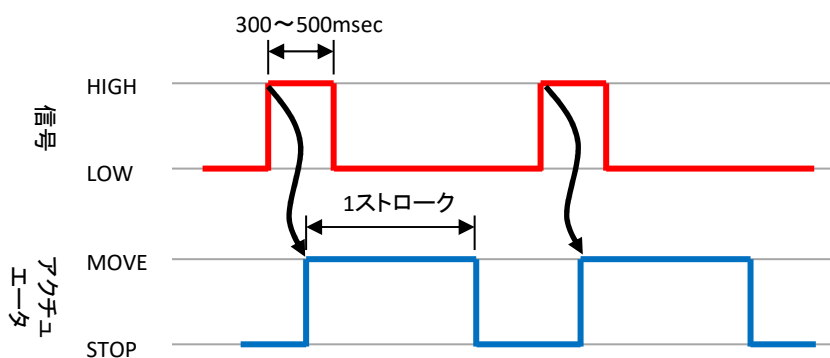 300～500msec
HIGH
信号
LOW
1ストローク
MOVE
アクチュ
エータ
STOP